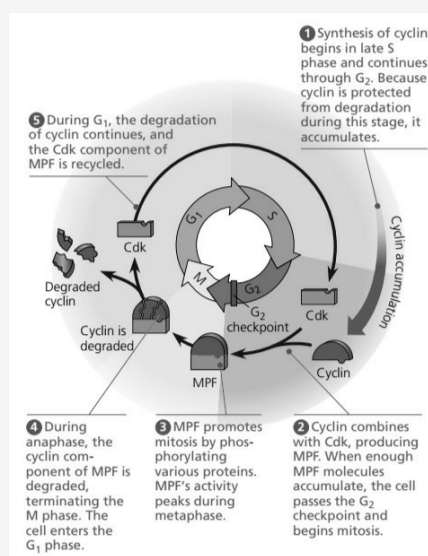 ❶ Synthesis of cyclin
begins in late S
phase and continues
through G₂. Because
cyclin is protected
from degradation
during this stage, it
accumulates.
❺ During G₁, the degradation
of cyclin continues, and
the Cdk component of
MPF is recycled.
G₁
S
Cdk
Cyclin accumulation
M
G₂
Degraded
cyclin
G₂
checkpoint
Cdk
Cyclin is
degraded
MPF
Cyclin
❹ During
anaphase, the
cyclin com-
ponent of MPF is
degraded,
terminating the
M phase. The
cell enters the
G₁ phase.
❸ MPF promotes
mitosis by phos-
phorylating
various proteins.
MPF's activity
peaks during
metaphase.
❷ Cyclin combines
with Cdk, producing
MPF. When enough
MPF molecules
accumulate, the cell
passes the G₂
checkpoint and
begins mitosis.